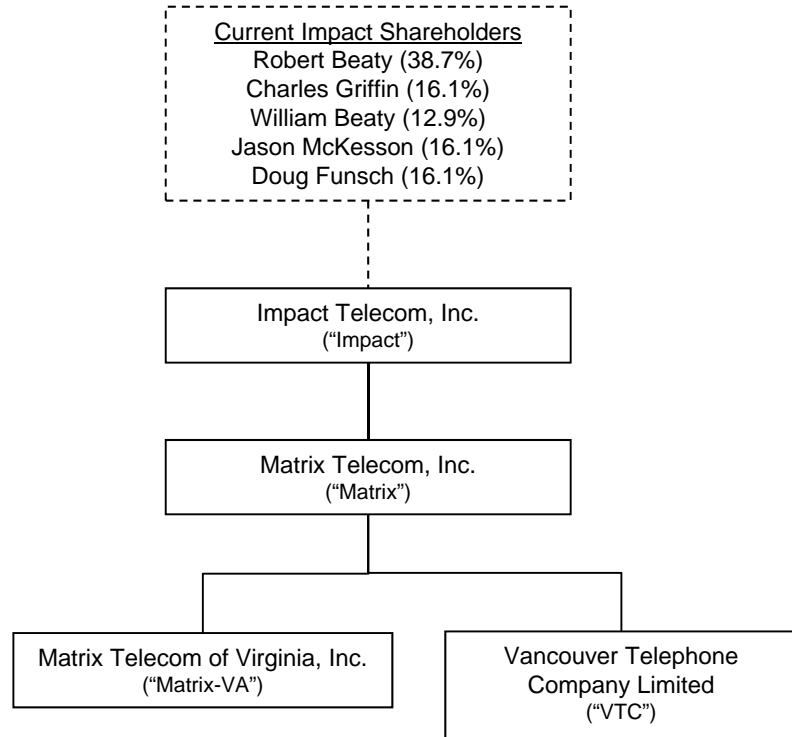 Current Impact Shareholders
Robert Beaty (38.7%)
Charles Griffin (16.1%)
William Beaty (12.9%)
Jason McKesson (16.1%)
Doug Funsch (16.1%)
Impact Telecom, Inc.
(“Impact”)
Matrix Telecom, Inc.
(“Matrix”)
Matrix Telecom of Virginia, Inc.
(“Matrix-VA”)
Vancouver Telephone
Company Limited
(“VTC”)